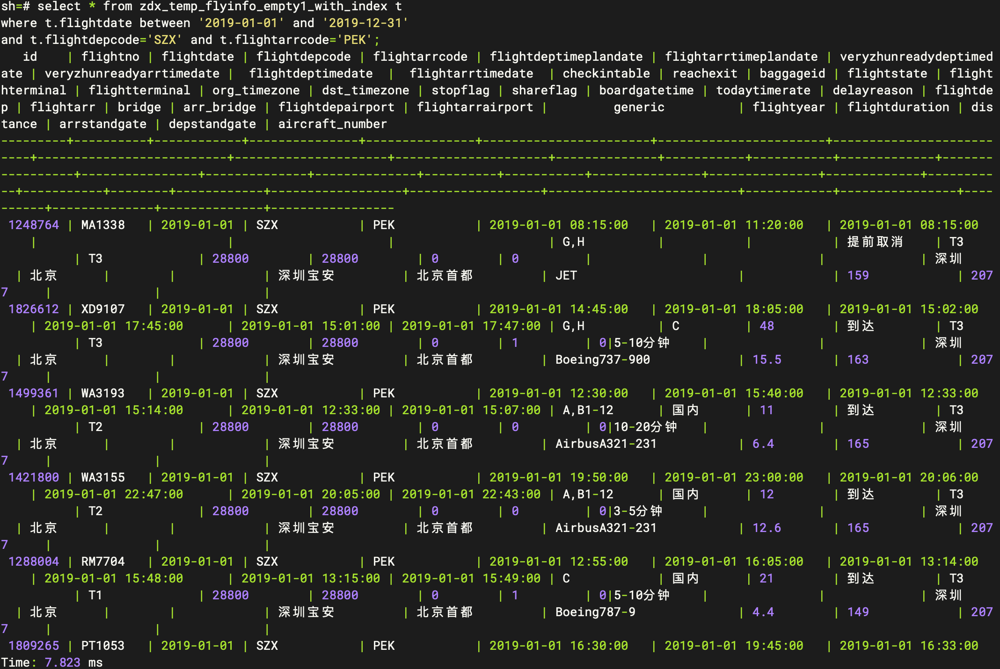 sh=# select * from zdx_temp_flyinfo_empty1_with_index t
where t.flightdate between '2019-01-01' and '2019-12-31'
and t.flightdepcode='SZX' and t.flightarrcode='PEK';
   id    | flightno | flightdate | flightdepcode | flightarrcode | flightdeptimeplandate | flightarrtimeplandate | veryzhunreadydeptimed
ate | veryzhunreadyarrtimedate |  flightdeptimedate  |  flightarrtimedate  | checkintable | reachexit | baggageid | flightstate | flight
hterminal | flightterminal | org_timezone | dst_timezone | stopflag | shareflag | boardgatetime | todaytimerate | delayreason | flightde
p | flightarr | bridge | arr_bridge | flightdepairport | flightarrairport |         generic          | flightyear | flightduration | dis
tance | arrstandgate | depstandgate | aircraft_number
---------+----------+------------+---------------+---------------+-----------------------+-----------------------+----------------------
----+--------------------------+---------------------+---------------------+--------------+-----------+-----------+-------------+-------
----------+----------------+--------------+--------------+----------+-----------+---------------+---------------+-------------+---------
--+-----------+--------+------------+------------------+------------------+--------------------------+------------+----------------+----
------+--------------+--------------+-----------------
 1248764 | MA1338   | 2019-01-01 | SZX           | PEK           | 2019-01-01 08:15:00   | 2019-01-01 11:20:00   | 2019-01-01 08:15:00
    |                          |                     |                     | G,H          |           |           | 提前取消     | T3
          | T3             | 28800        | 28800        | 0        | 0         |               |               |             | 深圳
  | 北京      |        |            | 深圳宝安         | 北京首都         | JET                      |            | 159            | 207
7     |              |              |
 1826612 | XD9107   | 2019-01-01 | SZX           | PEK           | 2019-01-01 14:45:00   | 2019-01-01 18:05:00   | 2019-01-01 15:02:00
    | 2019-01-01 17:45:00      | 2019-01-01 15:01:00 | 2019-01-01 17:47:00 | G,H          | C         | 48        | 到达        | T3
          | T3             | 28800        | 28800        | 0        | 1         | 0|5-10分钟    |               |             | 深圳
  | 北京      |        |            | 深圳宝安         | 北京首都         | Boeing737-900            | 15.5       | 163            | 207
7     |              |              |
 1499361 | WA3193   | 2019-01-01 | SZX           | PEK           | 2019-01-01 12:30:00   | 2019-01-01 15:40:00   | 2019-01-01 12:33:00
    | 2019-01-01 15:14:00      | 2019-01-01 12:33:00 | 2019-01-01 15:07:00 | A,B1-12      | 国内      | 11        | 到达        | T3
          | T2             | 28800        | 28800        | 0        | 0         | 0|10-20分钟   |               |             | 深圳
  | 北京      |        |            | 深圳宝安         | 北京首都         | AirbusA321-231           | 6.4        | 165            | 207
7     |              |              |
 1421800 | WA3155   | 2019-01-01 | SZX           | PEK           | 2019-01-01 19:50:00   | 2019-01-01 23:00:00   | 2019-01-01 20:06:00
    | 2019-01-01 22:47:00      | 2019-01-01 20:05:00 | 2019-01-01 22:43:00 | A,B1-12      | 国内      | 12        | 到达        | T3
          | T2             | 28800        | 28800        | 0        | 0         | 0|3-5分钟     |               |             | 深圳
  | 北京      |        |            | 深圳宝安         | 北京首都         | AirbusA321-231           | 12.6       | 165            | 207
7     |              |              |
 1288004 | RM7704   | 2019-01-01 | SZX           | PEK           | 2019-01-01 12:55:00   | 2019-01-01 16:05:00   | 2019-01-01 13:14:00
    | 2019-01-01 15:48:00      | 2019-01-01 13:15:00 | 2019-01-01 15:49:00 | C            | 国内      | 21        | 到达        | T3
          | T1             | 28800        | 28800        | 0        | 1         | 0|5-10分钟    |               |             | 深圳
  | 北京      |        |            | 深圳宝安         | 北京首都         | Boeing787-9              | 4.4        | 149            | 207
7     |              |              |
 1809265 | PT1053   | 2019-01-01 | SZX           | PEK           | 2019-01-01 16:30:00   | 2019-01-01 19:45:00   | 2019-01-01 16:33:00
Time: 7.823 ms